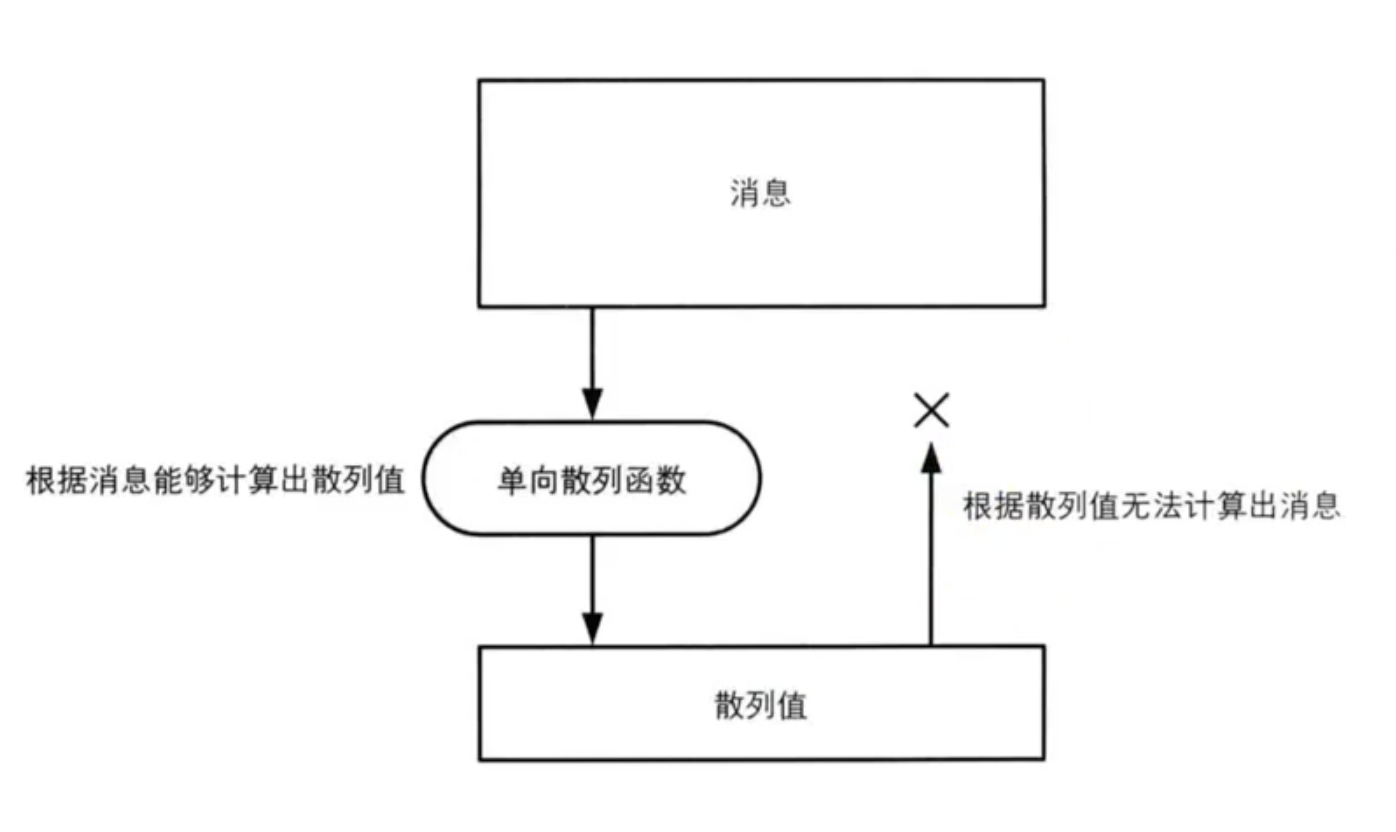 消息
根据消息能够计算出散列值
单向散列函数
根据散列值无法计算出消息
散列值